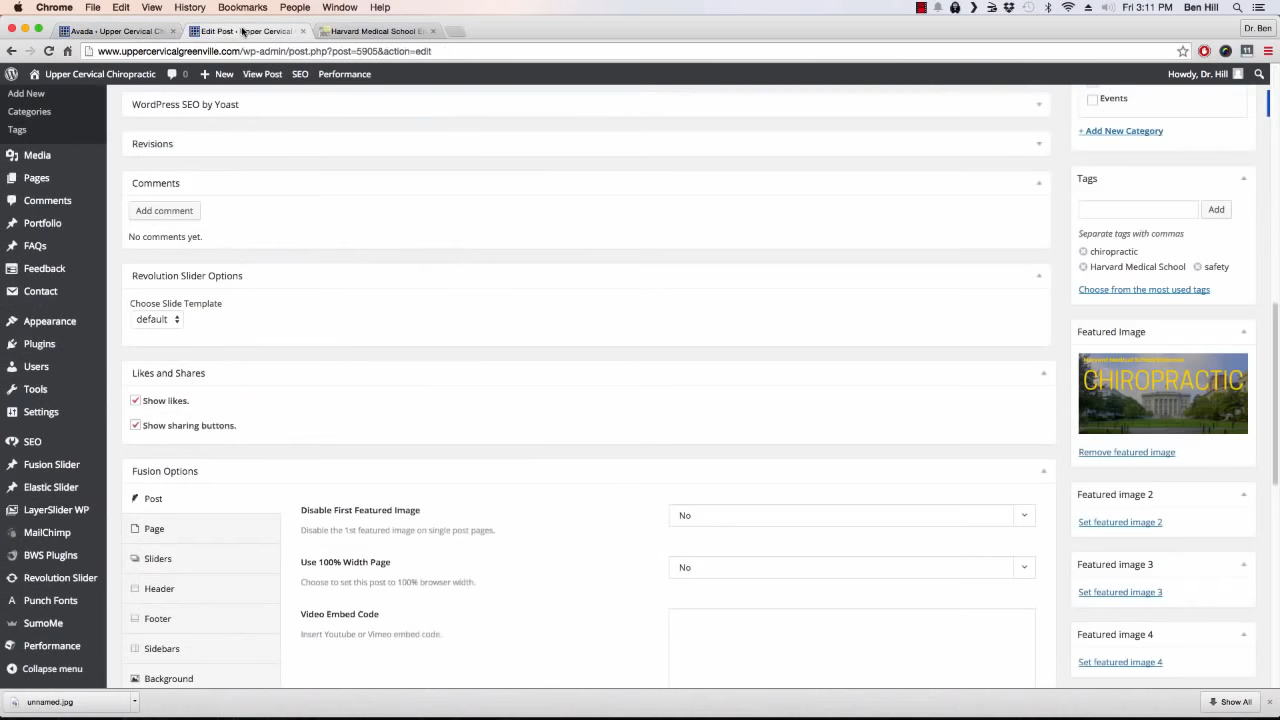 Chrome File Edit View History Bookmarks People Window Help
Fri 3:11 PM Ben Hill
Avada - Upper Cervical Ch
Edit Post ‹ Upper Cervical
Harvard Medical School E
Dr. Ben
www.uppercervicalgreenville.com/wp-admin/post.php?post=5905&action=edit
11
Upper Cervical Chiropractic 0 New View Post SEO Performance
Howdy, Dr. Hill
Add New
Categories
Tags
Media
Pages
Comments
Portfolio
FAQs
Feedback
Contact
Appearance
Plugins
Users
Tools
Settings
SEO
Fusion Slider
Elastic Slider
LayerSlider WP
MailChimp
BWS Plugins
Revolution Slider
Punch Fonts
SumoMe
Performance
Collapse menu
WordPress SEO by Yoast
Revisions
Comments
Add comment
No comments yet.
Revolution Slider Options
Choose Slide Template
default
Likes and Shares
Show likes.
Show sharing buttons.
Fusion Options
Post
Page
Sliders
Header
Footer
Sidebars
Background
Disable First Featured Image
No
Disable the 1st featured image on single post pages.
Use 100% Width Page
No
Choose to set this post to 100% browser width.
Video Embed Code
Insert Youtube or Vimeo embed code.
Events
+ Add New Category
Tags
Add
Separate tags with commas
chiropractic
Harvard Medical School safety
Choose from the most used tags
Featured Image
Harvard Medical School
CHIROPRACTIC
Remove featured image
Featured image 2
Set featured image 2
Featured image 3
Set featured image 3
Featured image 4
Set featured image 4
unnamed.jpg
Show All